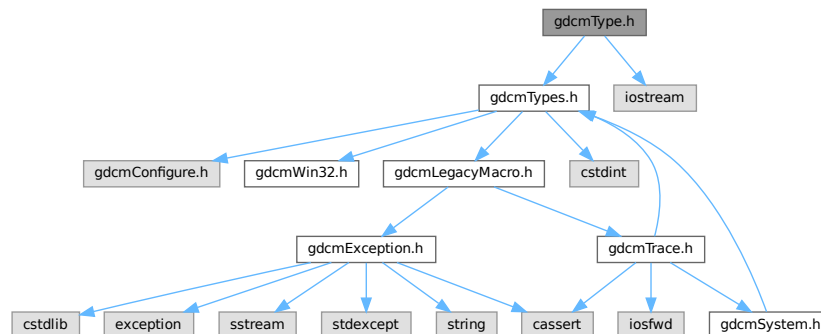 gdcmType.h
gdcmTypes.h
iostream
gdcmConfigure.h
gdcmWin32.h
gdcmLegacyMacro.h
cstdint
gdcmException.h
gdcmTrace.h
cstdlib
exception
sstream
stdexcept
string
cassert
iosfwd
gdcmSystem.h